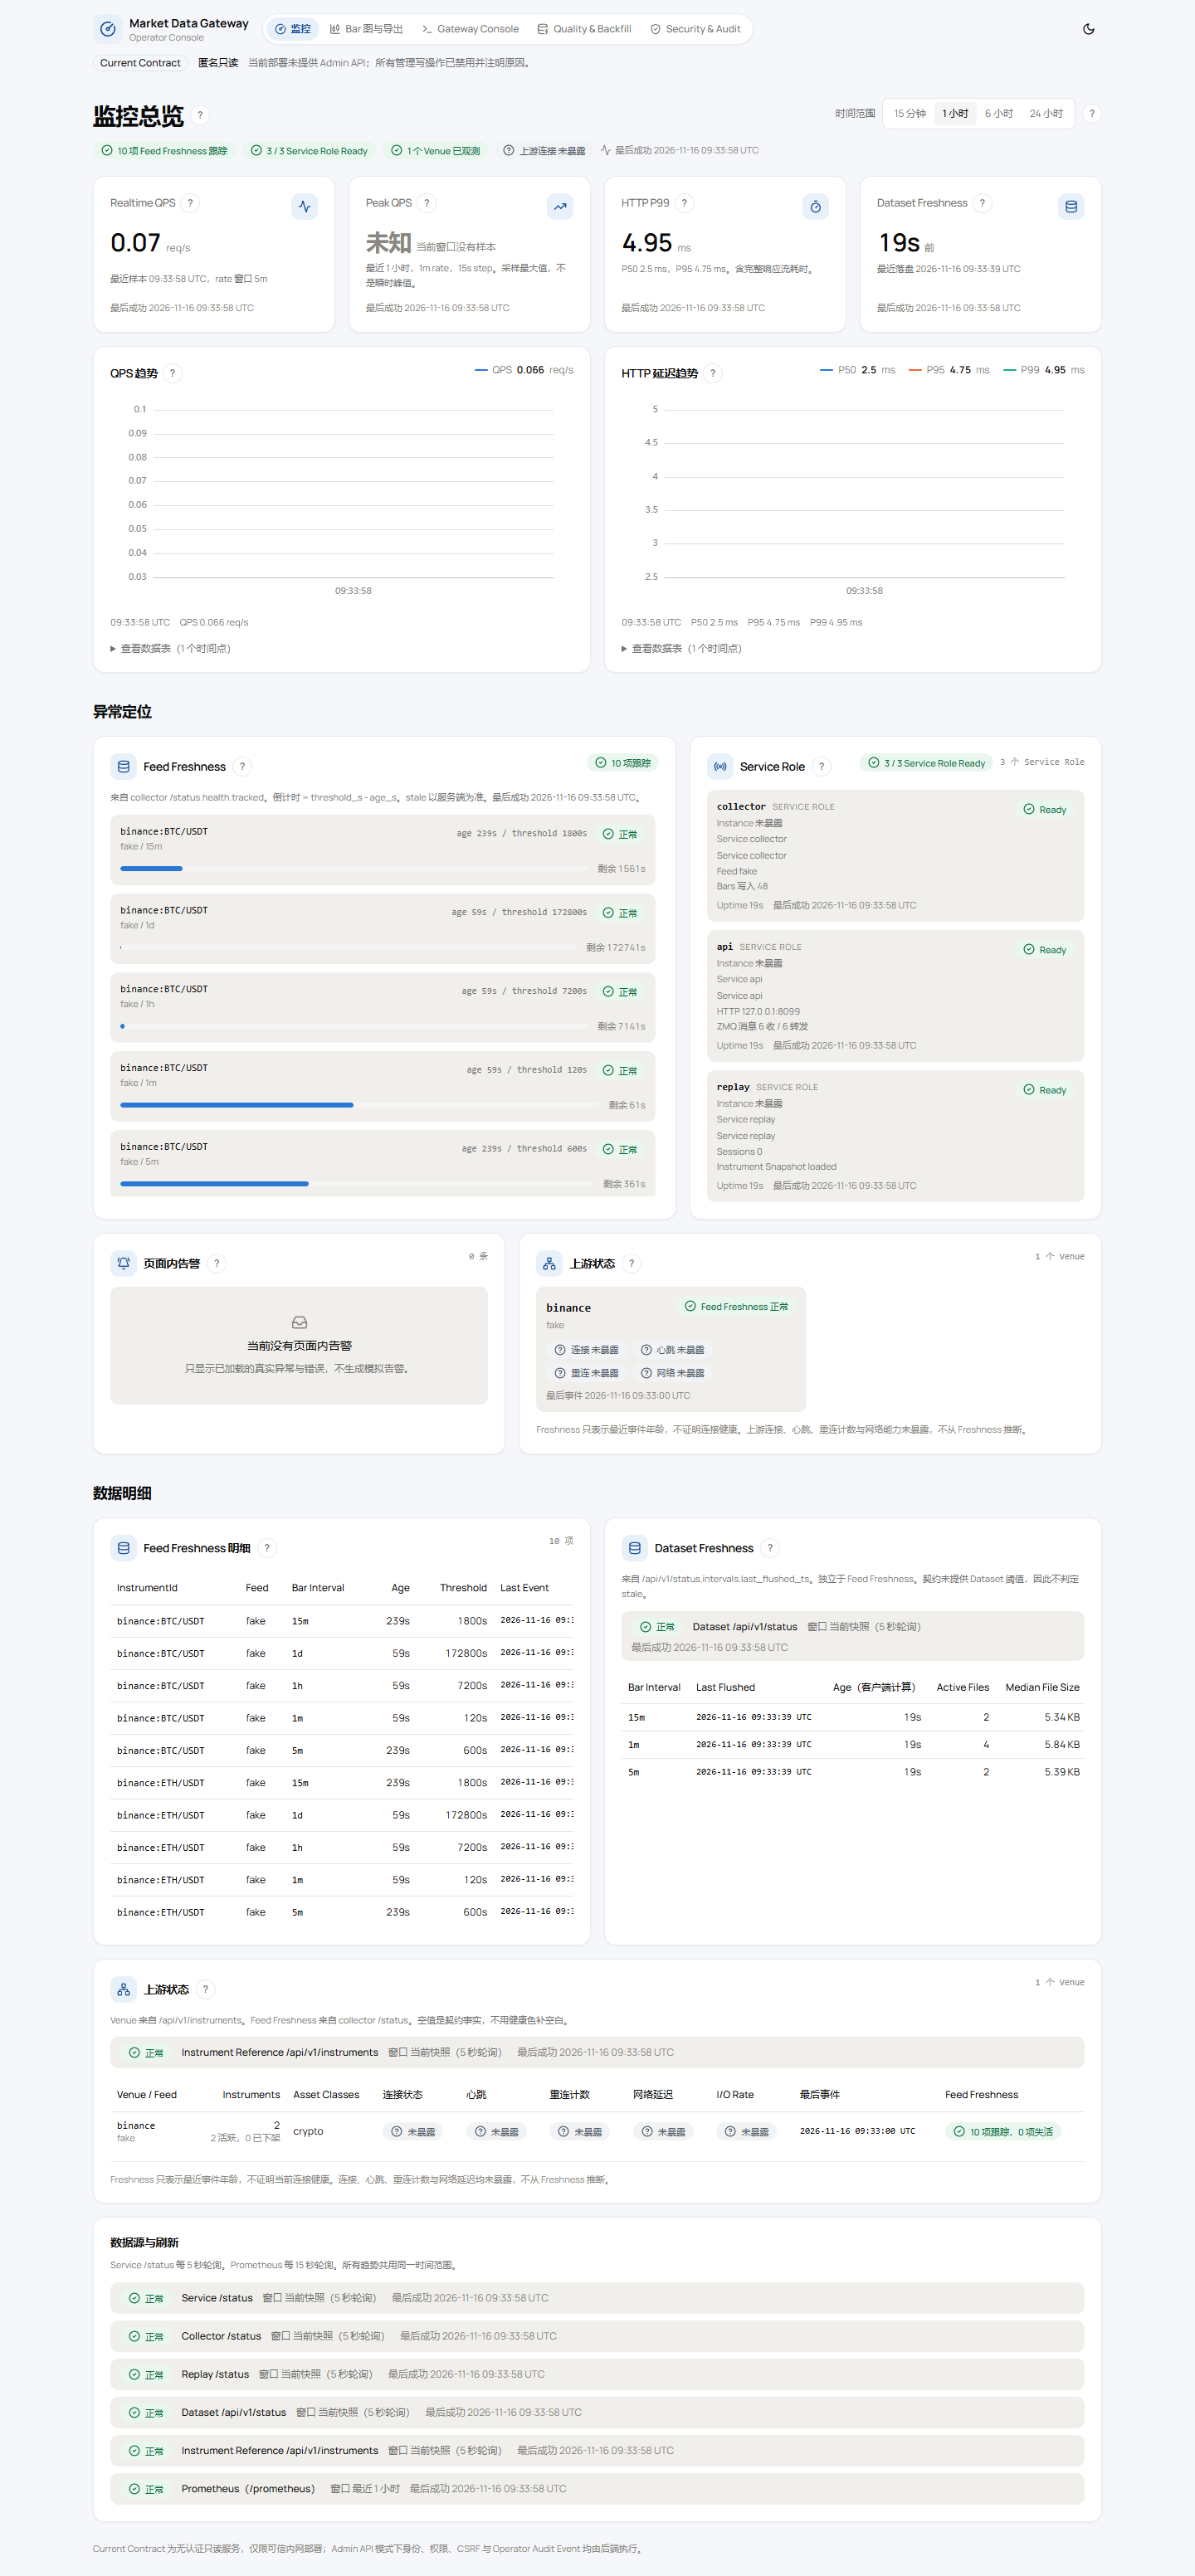 Market Data Gateway
Operator Console
监控
Bar 图与导出
Gateway Console
Quality & Backfill
Security & Audit
Current Contract 匿名只读 当前部署未提供 Admin API；所有管理写操作已禁用并注明原因。
监控总览 ?
时间范围 15 分钟 1 小时 6 小时 24 小时 ?
10 项 Feed Freshness 跟踪 3 / 3 Service Role Ready 1 个 Venue 已观测 上游连接 未暴露 最后成功 2026-11-16 09:33:58 UTC
Realtime QPS ?
0.07 req/s
最近样本 09:33:58 UTC，rate 窗口 5m
最后成功 2026-11-16 09:33:58 UTC
Peak QPS ?
未知 当前窗口没有样本
最近 1 小时，1m rate，15s step。采样最大值，不
是瞬时峰值。
最后成功 2026-11-16 09:33:58 UTC
HTTP P99 ?
4.95 ms
P50 2.5 ms，P95 4.75 ms。含完整响应流耗时。
最后成功 2026-11-16 09:33:58 UTC
Dataset Freshness ?
19s 前
最近落盘 2026-11-16 09:33:39 UTC
最后成功 2026-11-16 09:33:58 UTC
QPS 趋势 ?
QPS 0.066 req/s
0.1
0.09
0.08
0.07
0.06
0.05
0.04
0.03
09:33:58
09:33:58 UTC QPS 0.066 req/s
查看数据表（1 个时间点）
HTTP 延迟趋势 ?
P50 2.5 ms P95 4.75 ms P99 4.95 ms
5
4.5
4
3.5
3
2.5
09:33:58
09:33:58 UTC P50 2.5 ms P95 4.75 ms P99 4.95 ms
查看数据表（1 个时间点）
异常定位
Feed Freshness ?
10 项跟踪
来自 collector /status.health.tracked。倒计时 = threshold_s - age_s。stale 以服务端为准。最后成功 2026-11-16 09:33:58 UTC。
binance:BTC/USDT age 239s / threshold 1800s 正常
fake / 15m
剩余 1561s
binance:BTC/USDT age 59s / threshold 172800s 正常
fake / 1d
剩余 172741s
binance:BTC/USDT age 59s / threshold 7200s 正常
fake / 1h
剩余 7141s
binance:BTC/USDT age 59s / threshold 120s 正常
fake / 1m
剩余 61s
binance:BTC/USDT age 239s / threshold 600s 正常
fake / 5m
剩余 361s
Service Role ?
3 / 3 Service Role Ready 3 个 Service Role
collector SERVICE ROLE Ready
Instance 未暴露
Service collector
Service collector
Feed fake
Bars 写入 48
Uptime 19s 最后成功 2026-11-16 09:33:58 UTC
api SERVICE ROLE Ready
Instance 未暴露
Service api
Service api
HTTP 127.0.0.1:8099
ZMQ 消息 6 收 / 6 转发
Uptime 19s 最后成功 2026-11-16 09:33:58 UTC
replay SERVICE ROLE Ready
Instance 未暴露
Service replay
Service replay
Sessions 0
Instrument Snapshot loaded
Uptime 19s 最后成功 2026-11-16 09:33:58 UTC
页面内告警 ?
0 条
当前没有页面内告警
只显示已加载的真实异常与错误，不生成模拟告警。
上游状态 ?
1 个 Venue
binance Feed Freshness 正常
fake
连接 未暴露 心跳 未暴露
重连 未暴露 网络 未暴露
最后事件 2026-11-16 09:33:00 UTC
Freshness 只表示最近事件年龄，不证明连接健康。上游连接、心跳、重连计数与网络能力未暴露，不从 Freshness 推断。
数据明细
Feed Freshness 明细 ?
10 项
InstrumentId Feed Bar Interval Age Threshold Last Event
binance:BTC/USDT fake 15m 239s 1800s 2026-11-16 09:3
binance:BTC/USDT fake 1d 59s 172800s 2026-11-16 09:3
binance:BTC/USDT fake 1h 59s 7200s 2026-11-16 09:3
binance:BTC/USDT fake 1m 59s 120s 2026-11-16 09:3
binance:BTC/USDT fake 5m 239s 600s 2026-11-16 09:3
binance:ETH/USDT fake 15m 239s 1800s 2026-11-16 09:3
binance:ETH/USDT fake 1d 59s 172800s 2026-11-16 09:3
binance:ETH/USDT fake 1h 59s 7200s 2026-11-16 09:3
binance:ETH/USDT fake 1m 59s 120s 2026-11-16 09:3
binance:ETH/USDT fake 5m 239s 600s 2026-11-16 09:3
Dataset Freshness ?
来自 /api/v1/status.intervals.last_flushed_ts。独立于 Feed Freshness。契约未提供 Dataset 阈值，因此不判定
stale。
正常 Dataset /api/v1/status 窗口 当前快照（5 秒轮询）
最后成功 2026-11-16 09:33:58 UTC
Bar Interval Last Flushed Age（客户端计算） Active Files Median File Size
15m 2026-11-16 09:33:39 UTC 19s 2 5.34 KB
1m 2026-11-16 09:33:39 UTC 19s 4 5.84 KB
5m 2026-11-16 09:33:39 UTC 19s 2 5.39 KB
上游状态 ?
1 个 Venue
Venue 来自 /api/v1/instruments。Feed Freshness 来自 collector /status。空值是契约事实，不用健康色补空白。
正常 Instrument Reference /api/v1/instruments 窗口 当前快照（5 秒轮询） 最后成功 2026-11-16 09:33:58 UTC
Venue / Feed Instruments Asset Classes 连接状态 心跳 重连计数 网络延迟 I/O Rate 最后事件 Feed Freshness
binance 2 crypto 未暴露 未暴露 未暴露 未暴露 未暴露 2026-11-16 09:33:00 UTC 10 项跟踪，0 项失活
fake 2 活跃，0 已下架
Freshness 只表示最近事件年龄，不证明当前连接健康。连接、心跳、重连计数与网络延迟均未暴露，不从 Freshness 推断。
数据源与刷新
Service /status 每 5 秒轮询。Prometheus 每 15 秒轮询。所有趋势共用同一时间范围。
正常 Service /status 窗口 当前快照（5 秒轮询） 最后成功 2026-11-16 09:33:58 UTC
正常 Collector /status 窗口 当前快照（5 秒轮询） 最后成功 2026-11-16 09:33:58 UTC
正常 Replay /status 窗口 当前快照（5 秒轮询） 最后成功 2026-11-16 09:33:58 UTC
正常 Dataset /api/v1/status 窗口 当前快照（5 秒轮询） 最后成功 2026-11-16 09:33:58 UTC
正常 Instrument Reference /api/v1/instruments 窗口 当前快照（5 秒轮询） 最后成功 2026-11-16 09:33:58 UTC
正常 Prometheus（/prometheus） 窗口 最近 1 小时 最后成功 2026-11-16 09:33:58 UTC
Current Contract 为无认证只读服务，仅限可信内网部署；Admin API 模式下身份、权限、CSRF 与 Operator Audit Event 均由后端执行。